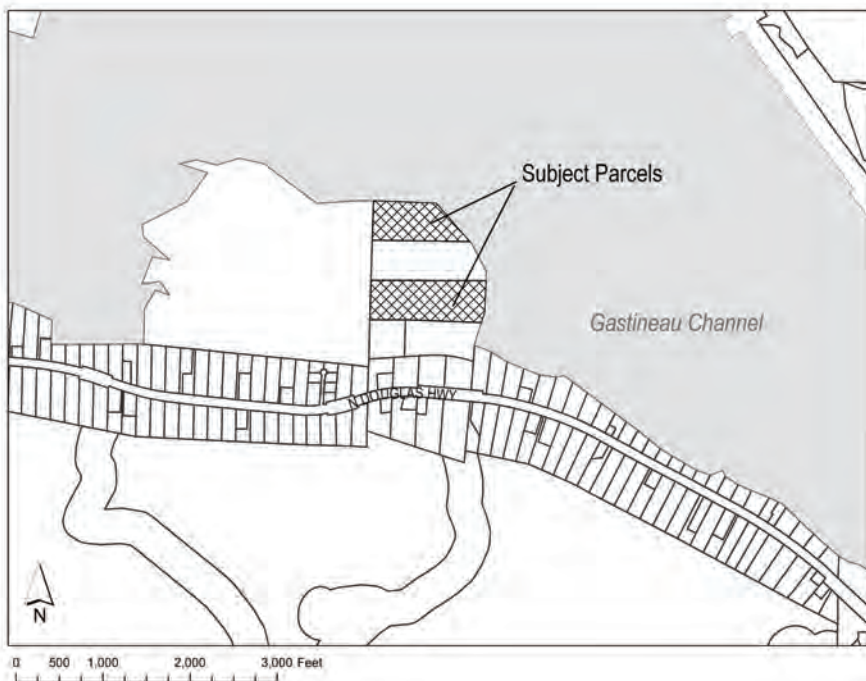 Subject Parcels
Gastineau Channel
N DOUGLAS HWY
N
0 500 1,000 2,000 3,000 Feet